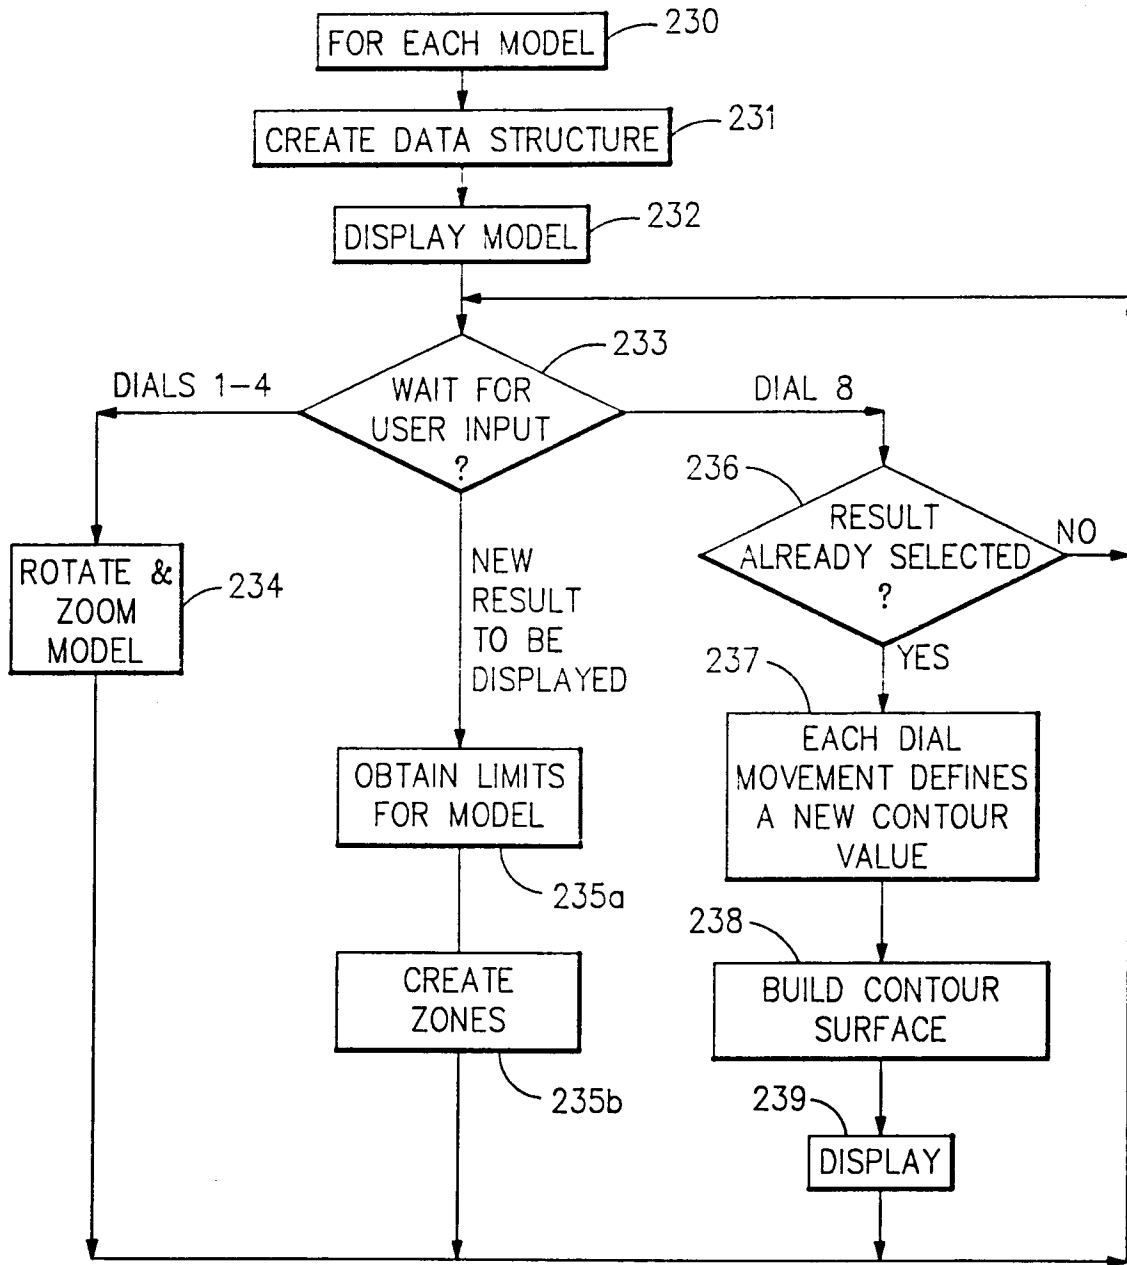 FOR EACH MODEL
230
CREATE DATA STRUCTURE
231
DISPLAY MODEL
232
233
WAIT FOR
USER INPUT
?
DIALS 1-4
DIAL 8
ROTATE &
ZOOM
MODEL
234
NEW
RESULT
TO BE
DISPLAYED
236
RESULT
ALREADY SELECTED
?
NO
YES
OBTAIN LIMITS
FOR MODEL
235a
CREATE
ZONES
235b
237
EACH DIAL
MOVEMENT DEFINES
A NEW CONTOUR
VALUE
238
BUILD CONTOUR
SURFACE
239
DISPLAY